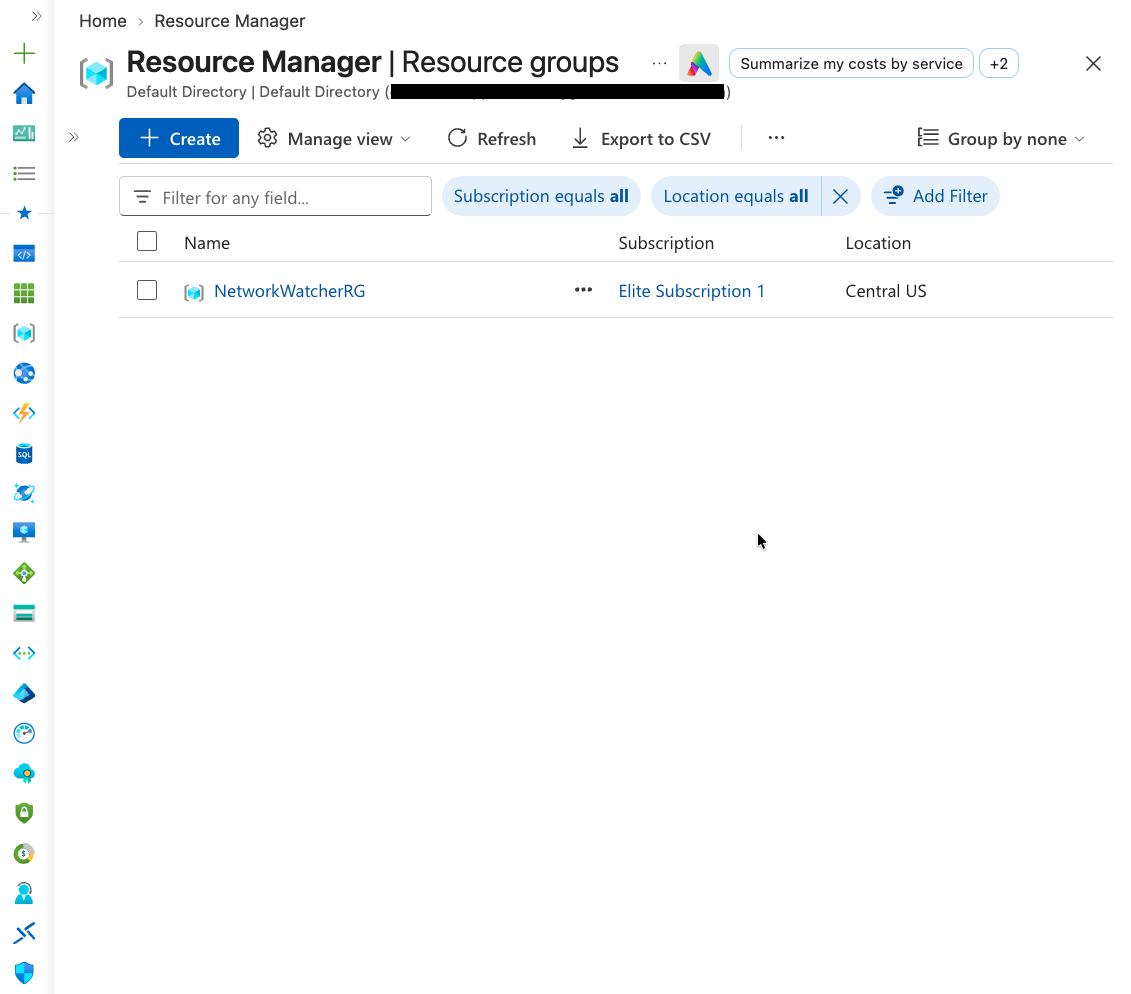 Home › Resource Manager
Resource Manager | Resource groups ... Summarize my costs by service +2
Default Directory | Default Directory ( )
Create Manage view Refresh Export to CSV ... Group by none
Filter for any field... Subscription equals all Location equals all Add Filter
Name Subscription Location
NetworkWatcherRG ... Elite Subscription 1 Central US
SQL